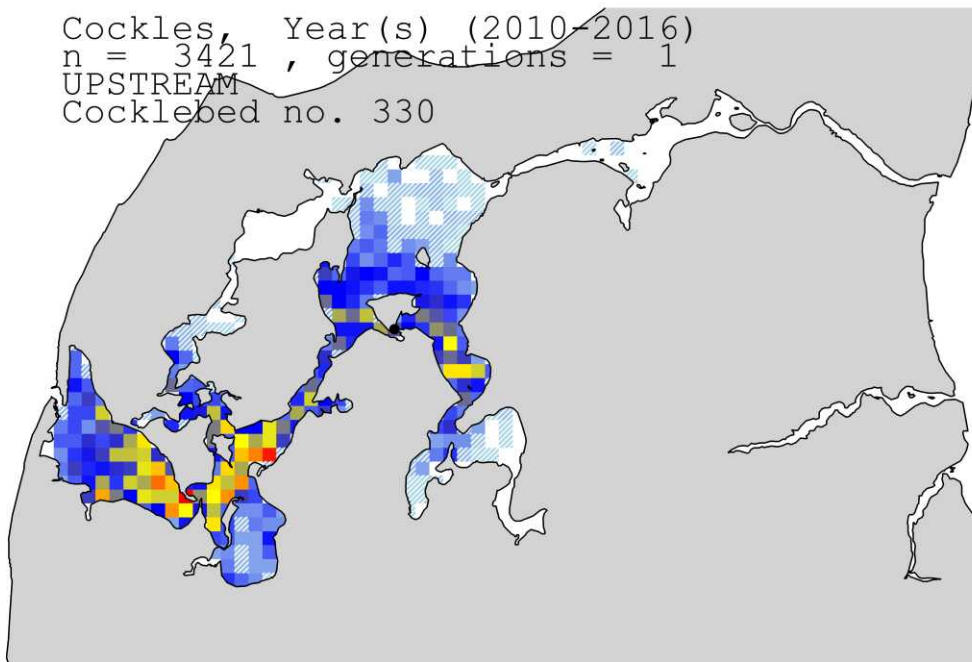 Cockles, Year(s) (2010-2016)
n = 3421 , generations = 1
UPSTREAM
Cocklebed no. 330